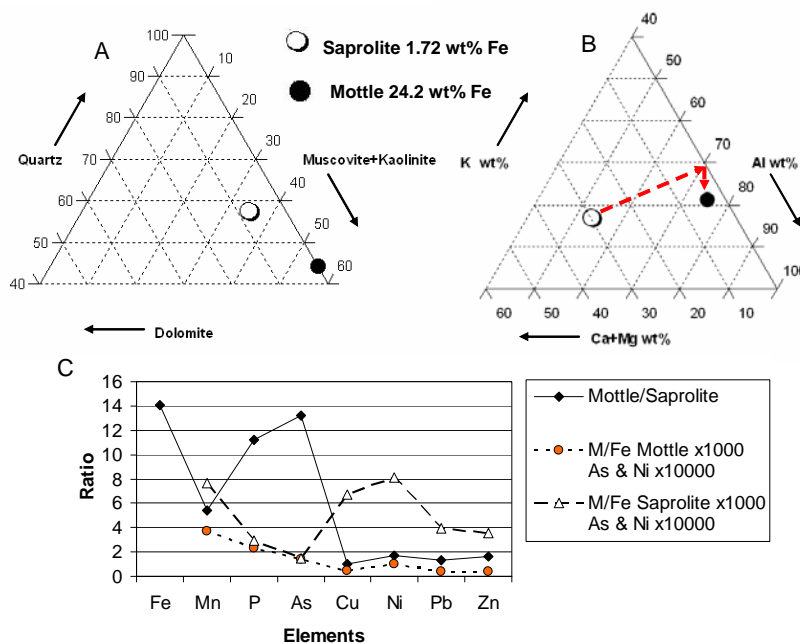 A
100
90
80
70
60
50
40
10
20
30
40
50
60
Quartz
Muscovite+Kaolinite
Dolomite
Saprolite 1.72 wt% Fe
Mottle 24.2 wt% Fe
B
40
50
60
70
80
90
100
K wt%
Al wt%
60
50
40
30
20
10
Ca+Mg wt%
C
16
14
12
10
8
6
4
2
0
Ratio
Fe
Mn
P
As
Cu
Ni
Pb
Zn
Elements
Mottle/Saprolite
M/Fe Mottle x1000
As & Ni x10000
M/Fe Saprolite x1000
As & Ni x10000